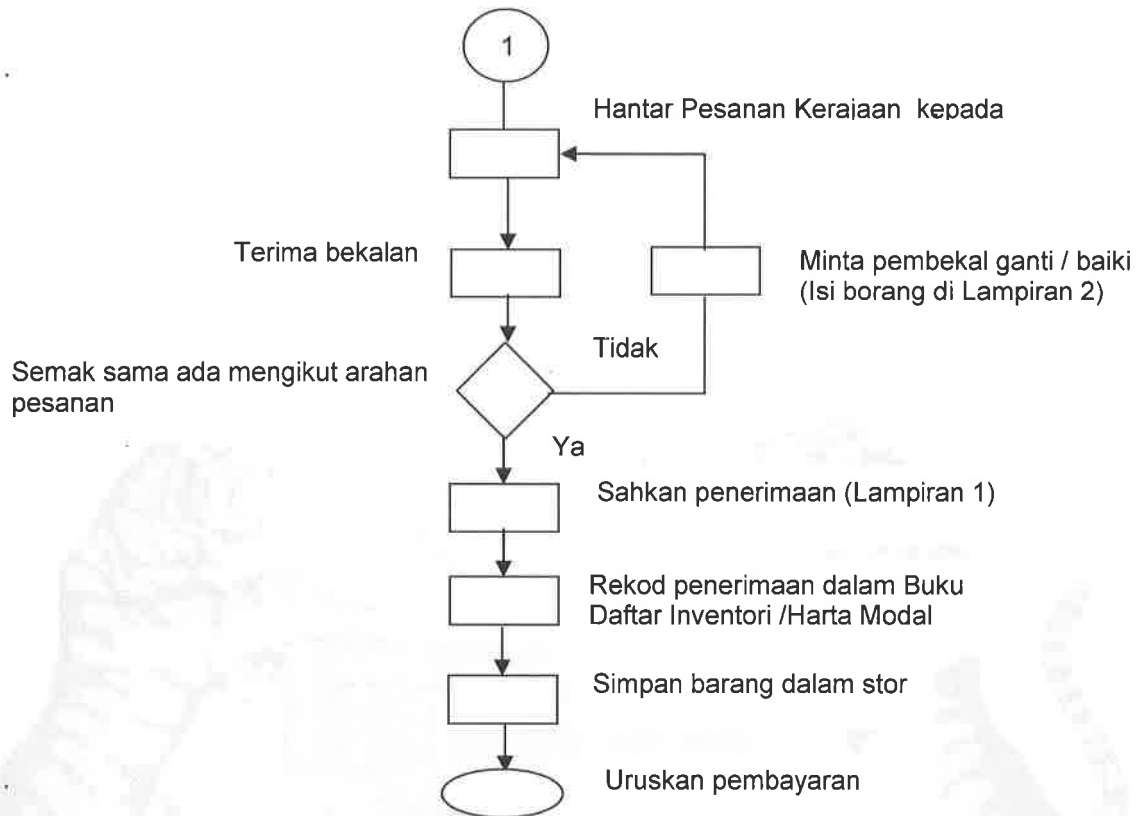 1
Hantar Pesanan Kerajaan kepada
Terima bekalan
Minta pembekal ganti / baiki
(Isi borang di Lampiran 2)
Tidak
Semak sama ada mengikut arahan
pesanan
Ya
Sahkan penerimaan (Lampiran 1)
Rekod penerimaan dalam Buku
Daftar Inventori /Harta Modal
Simpan barang dalam stor
Uruskan pembayaran